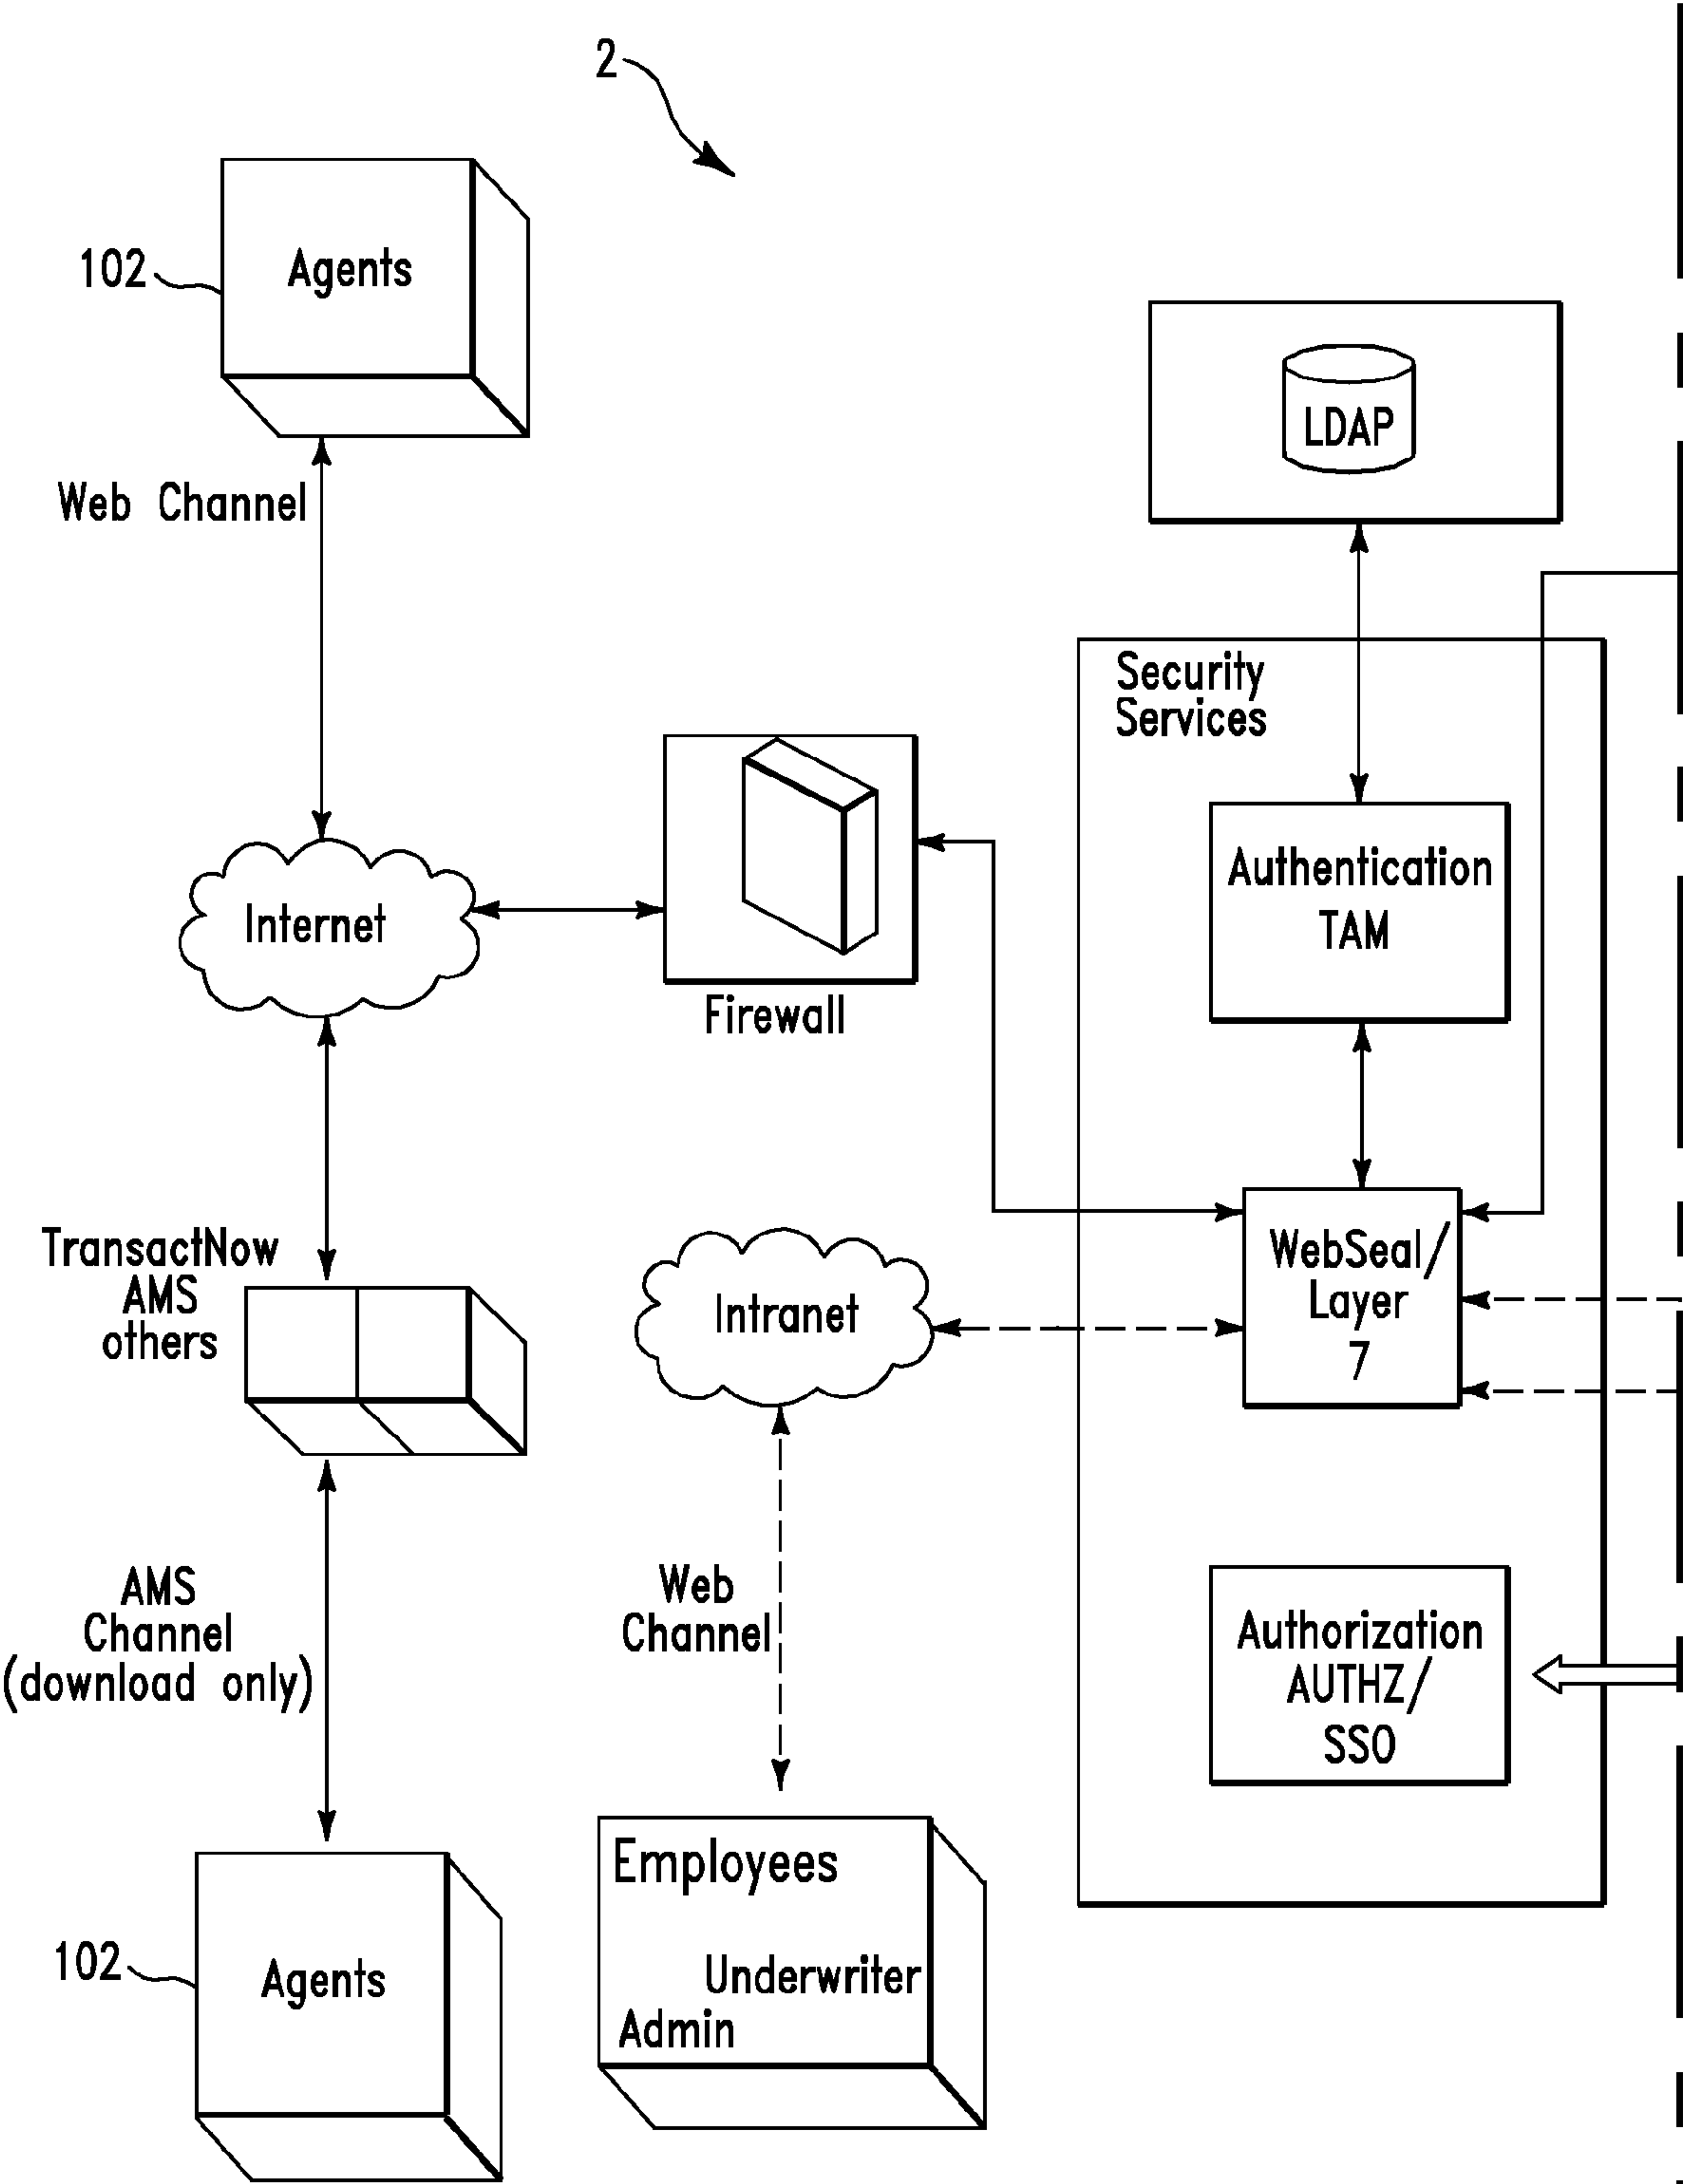 2
102
Agents
Web Channel
LDAP
Security
Services
Authentication
TAM
Internet
Firewall
TransactNow
AMS
others
Intranet
WebSeal/
Layer
7
AMS
Channel
(download only)
Web
Channel
Authorization
AUTHZ/
SSO
102
Agents
Employees
Underwriter
Admin